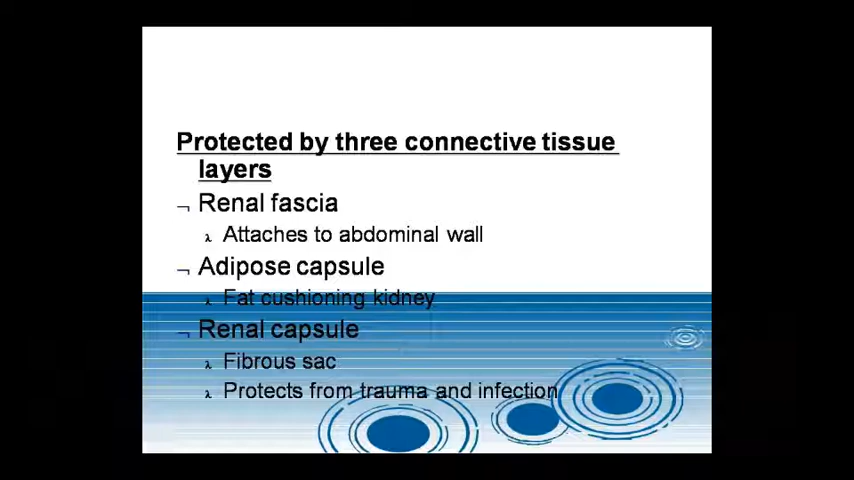 Protected by three connective tissue
layers
¬ Renal fascia
λ Attaches to abdominal wall
¬ Adipose capsule
λ Fat cushioning kidney
¬ Renal capsule
λ Fibrous sac
λ Protects from trauma and infection